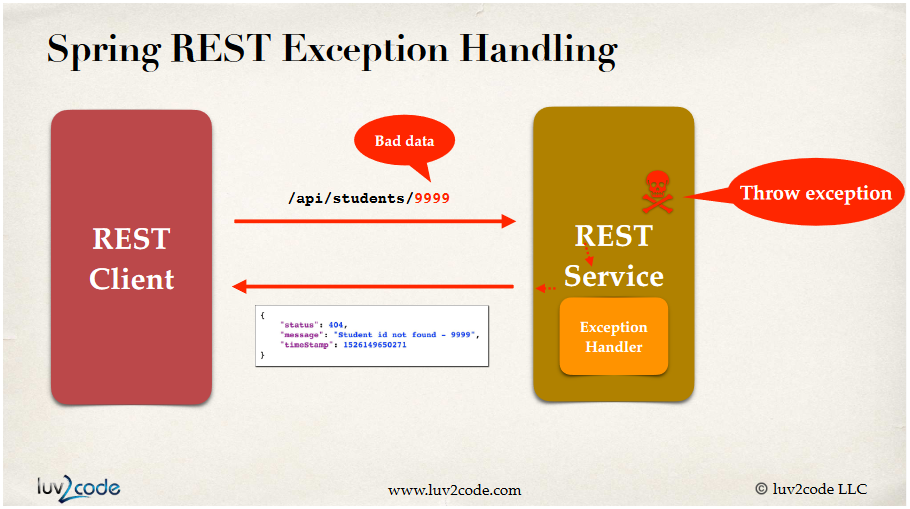 Spring REST Exception Handling
Bad data
/api/students/9999
Throw exception
REST
Client
REST
Service
{
"status": 404,
"message": "Student id not found - 9999",
"timeStamp": 1526149650271
}
Exception
Handler
luv2code
www.luv2code.com
© luv2code LLC